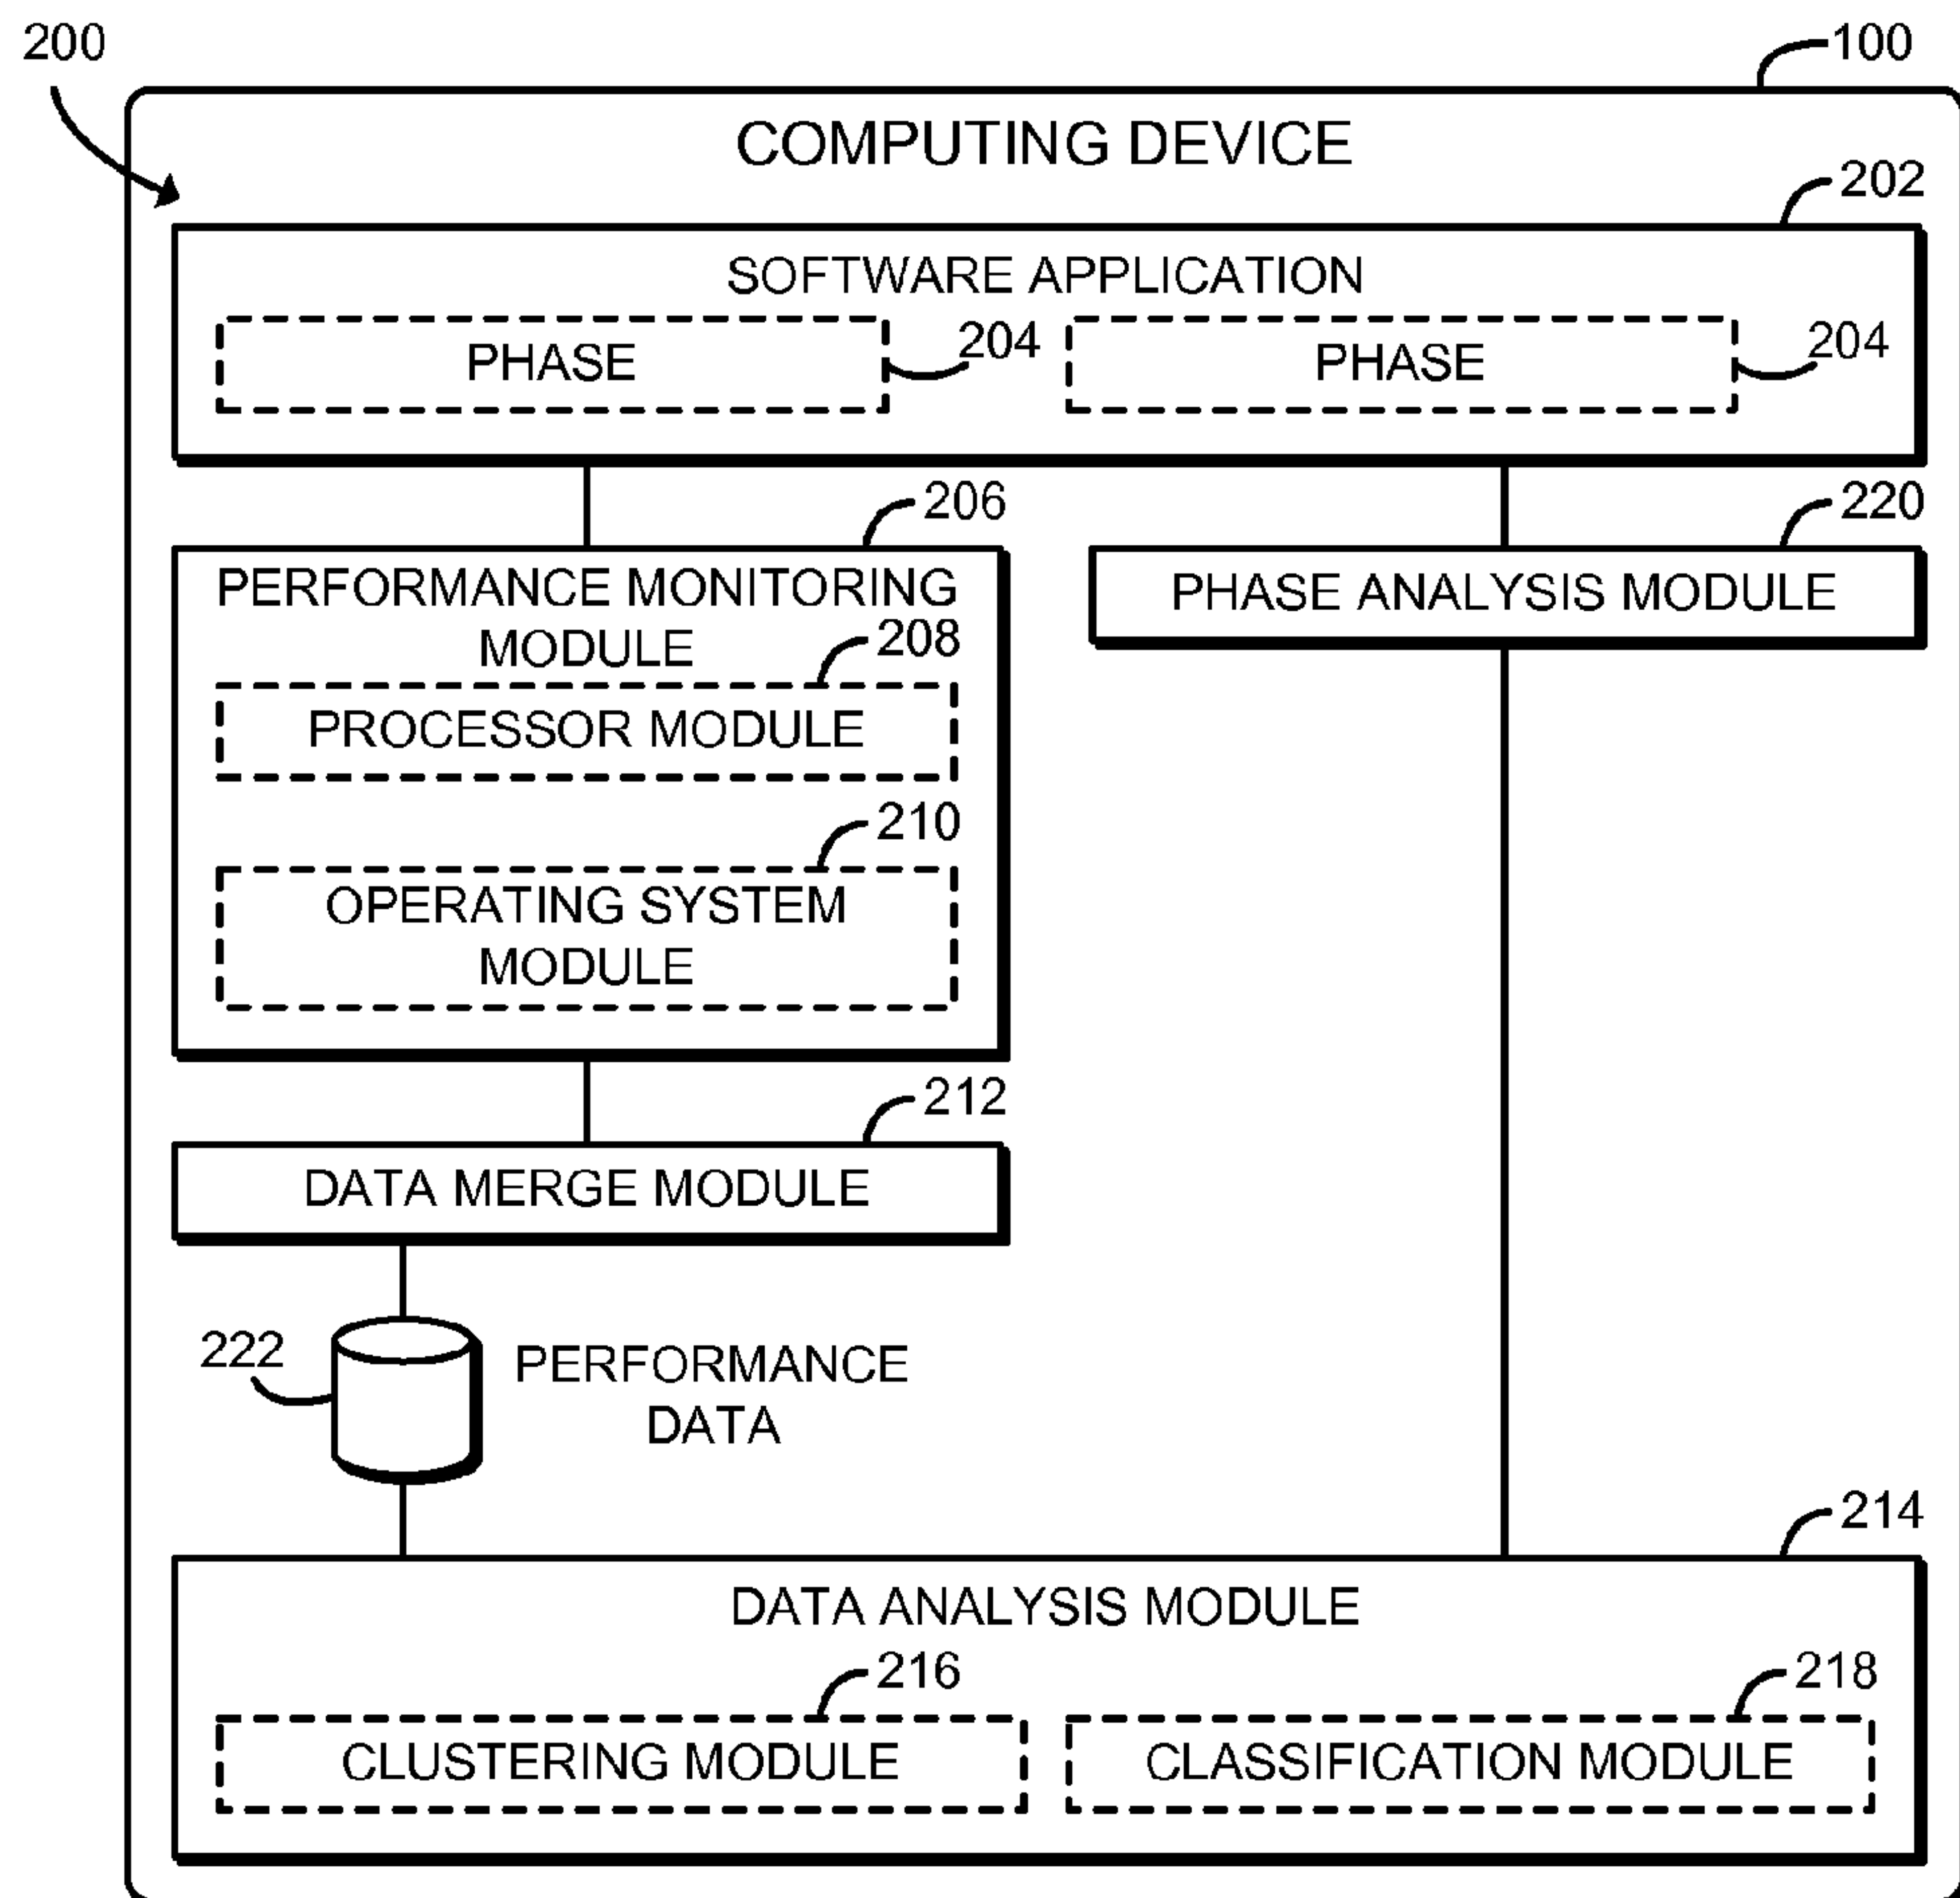 200
100
COMPUTING DEVICE
202
SOFTWARE APPLICATION
PHASE
204
PHASE
204
206
220
PERFORMANCE MONITORING
MODULE
PHASE ANALYSIS MODULE
208
PROCESSOR MODULE
210
OPERATING SYSTEM
MODULE
212
DATA MERGE MODULE
222
PERFORMANCE
DATA
214
DATA ANALYSIS MODULE
216
218
CLUSTERING MODULE
CLASSIFICATION MODULE